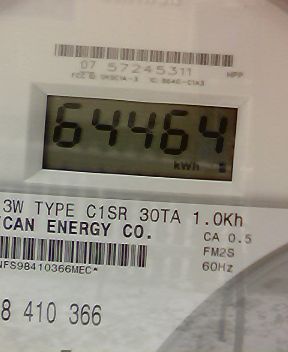 07 57245311
HPP
64464
kWh
3W TYPE C1SR 30TA 1.0Kh
CAN ENERGY CO.
CA 0.5
FM2S
NFS98410366MEC*
60Hz
8 410 366